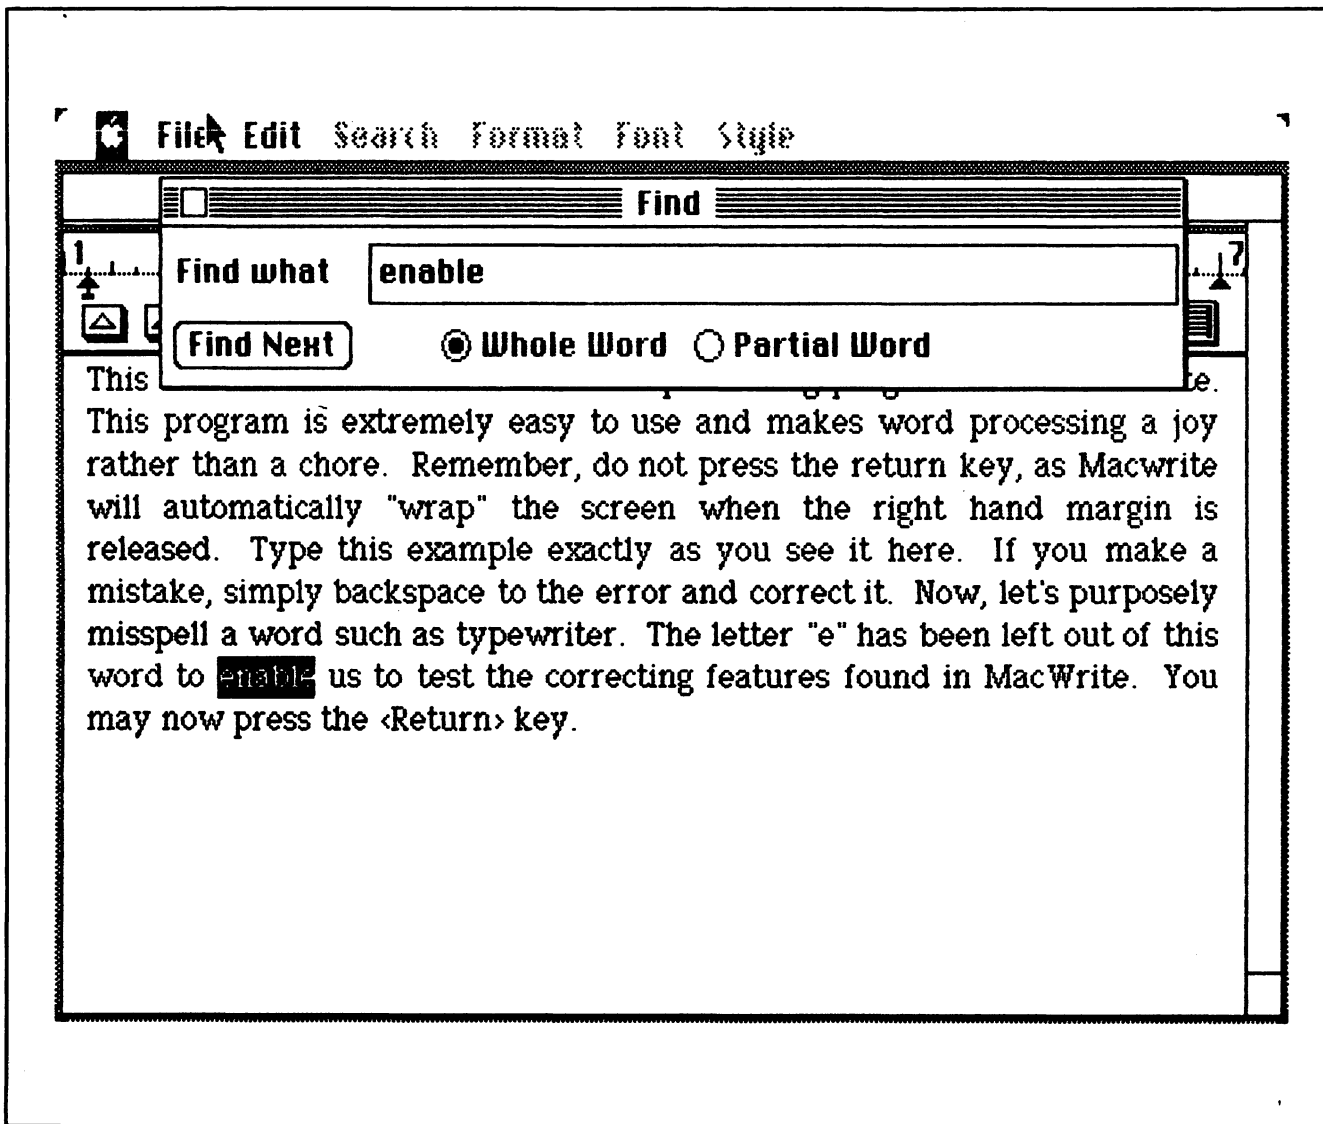 File Edit Search Format Font Style
Find
1 7
Find what enable
Find Next Whole Word Partial Word
This
This program is extremely easy to use and makes word processing a joy
rather than a chore. Remember, do not press the return key, as Macwrite
will automatically "wrap" the screen when the right hand margin is
released. Type this example exactly as you see it here. If you make a
mistake, simply backspace to the error and correct it. Now, let's purposely
misspell a word such as typewriter. The letter "e" has been left out of this
word to enable us to test the correcting features found in MacWrite. You
may now press the <Return> key.